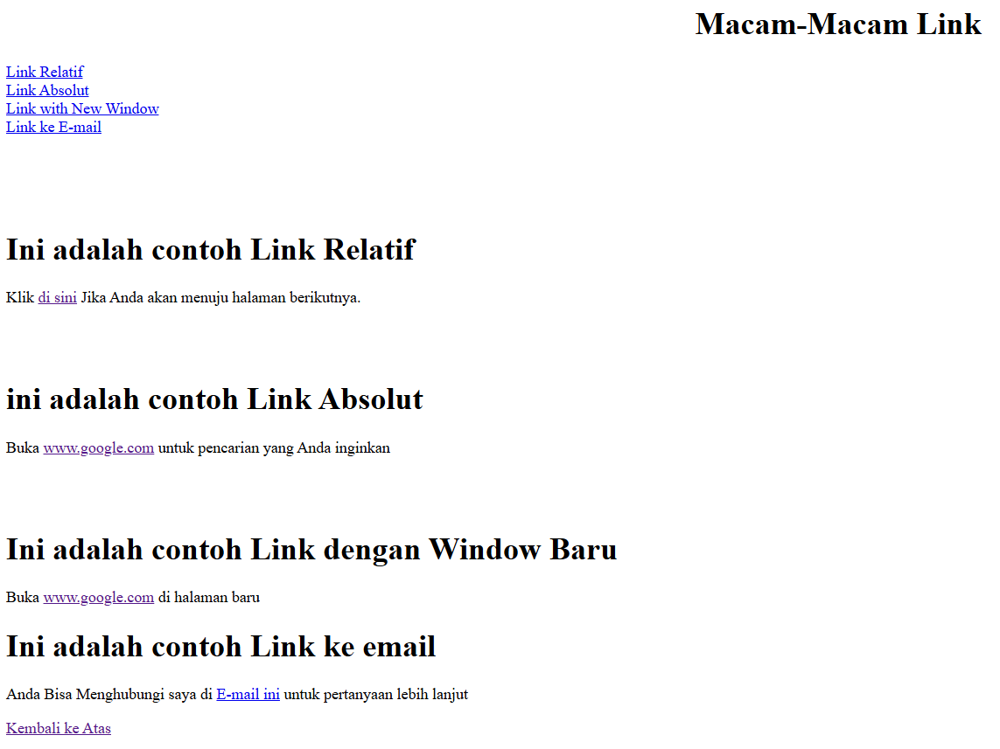 Macam-Macam Link
Link Relatif
Link Absolut
Link with New Window
Link ke E-mail
Ini adalah contoh Link Relatif
Klik di sini Jika Anda akan menuju halaman berikutnya.
ini adalah contoh Link Absolut
Buka www.google.com untuk pencarian yang Anda inginkan
Ini adalah contoh Link dengan Window Baru
Buka www.google.com di halaman baru
Ini adalah contoh Link ke email
Anda Bisa Menghubungi saya di E-mail ini untuk pertanyaan lebih lanjut
Kembali ke Atas